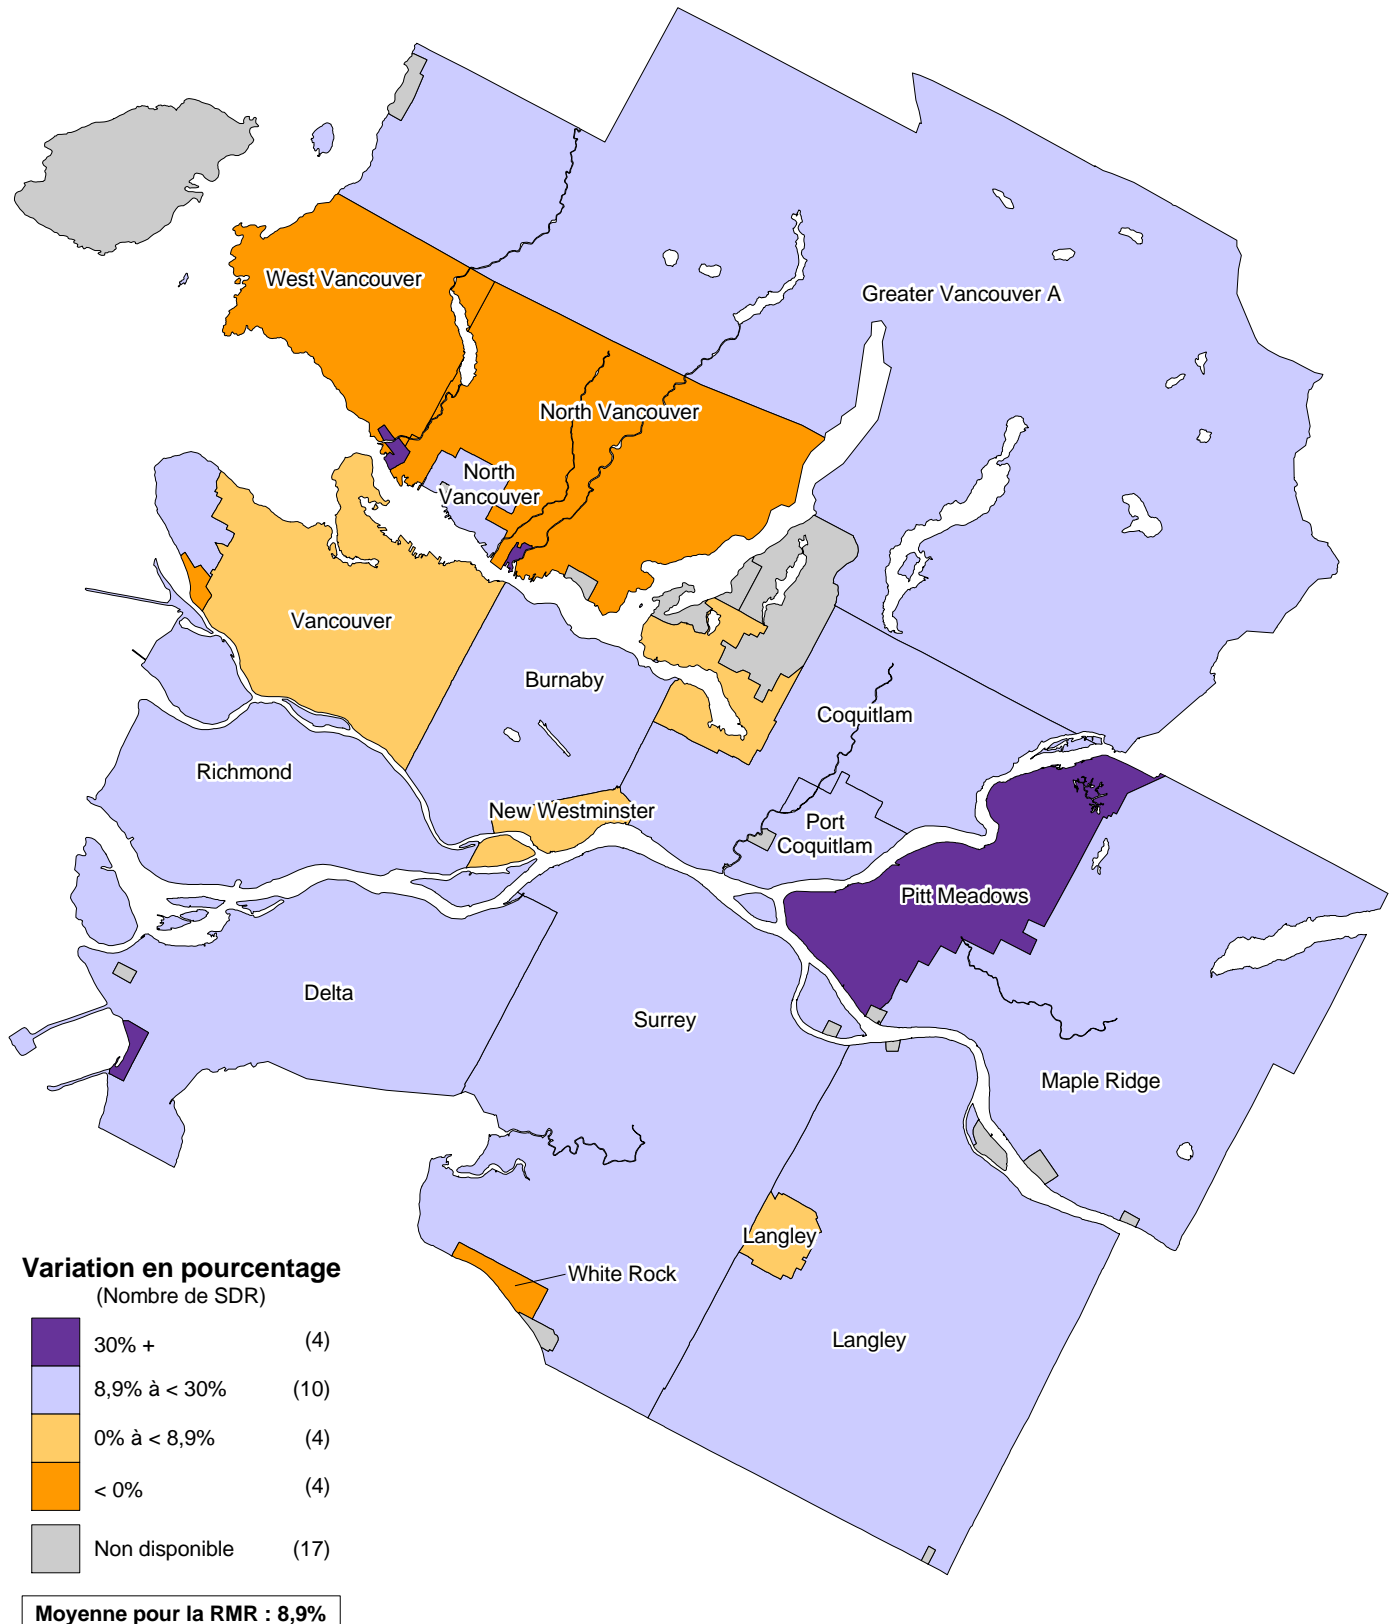 West Vancouver
Greater Vancouver A
North Vancouver
North
Vancouver
Vancouver
Burnaby
Coquitlam
Richmond
New Westminster
Port
Coquitlam
Pitt Meadows
Delta
Surrey
Maple Ridge
Langley
White Rock
Langley
Variation en pourcentage
(Nombre de SDR)
30% + (4)
8,9% à < 30% (10)
0% à < 8,9% (4)
< 0% (4)
Non disponible (17)
Moyenne pour la RMR : 8,9%